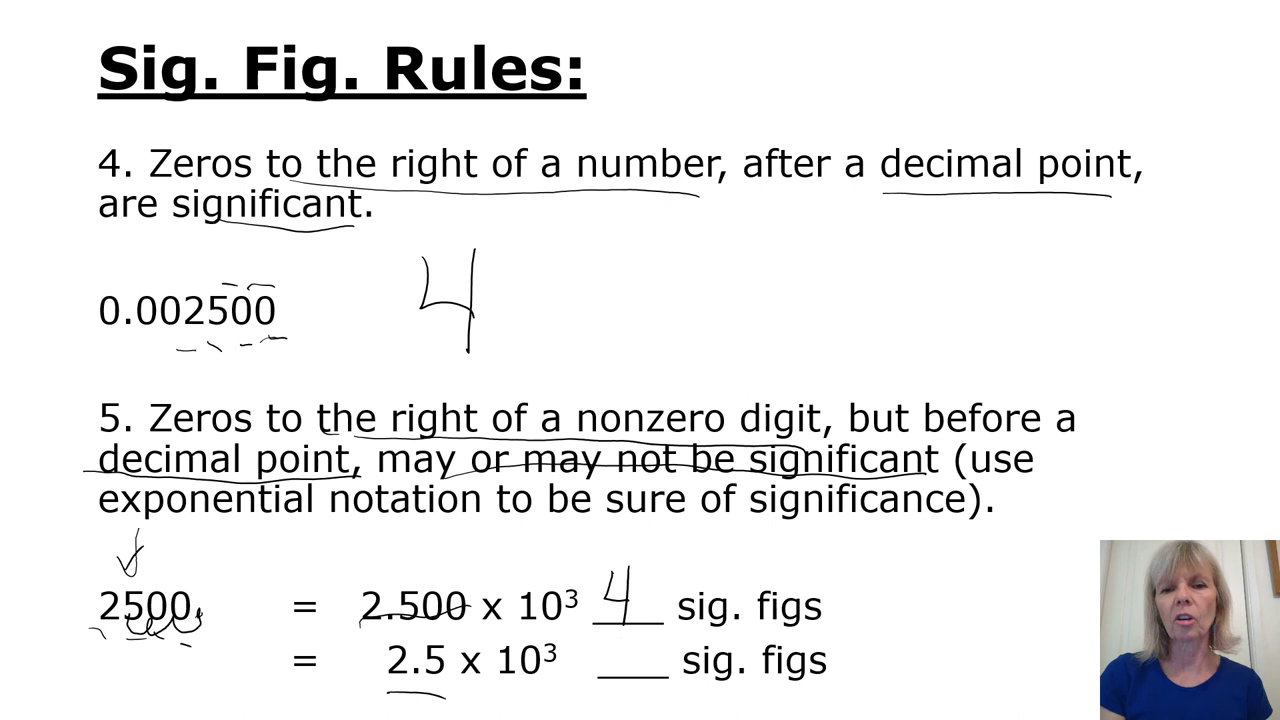 Sig. Fig. Rules:
4. Zeros to the right of a number, after a decimal point,
are significant.
0.002500 4
5. Zeros to the right of a nonzero digit, but before a
decimal point, may or may not be significant (use
exponential notation to be sure of significance).
2500. = 2.500 x 10³ 4 sig. figs
= 2.5 x 10³ ____ sig. figs